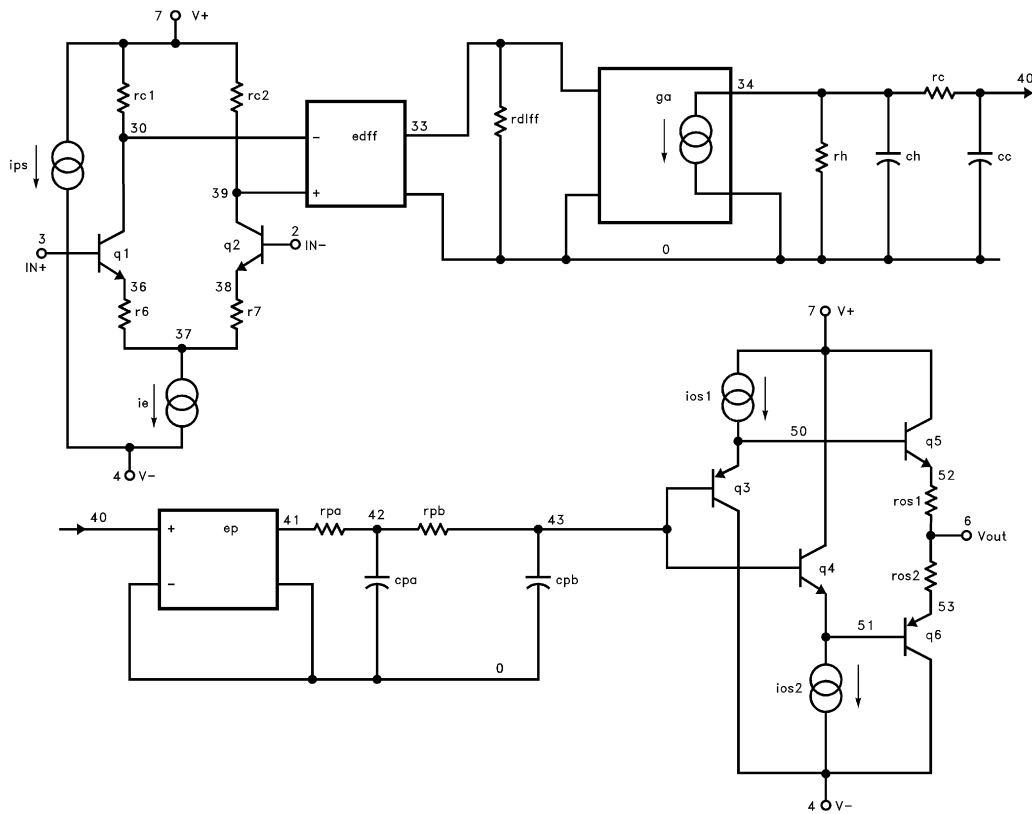 7 V+
rc1
rc2
30
33
edff
-
+
ips
39
rdiff
ga
34
rc
40
rh
ch
cc
3
IN+
q1
q2
2
IN-
36
38
0
r6
r7
37
ie
4 V-
7 V+
ios1
50
q5
q3
52
ros1
6
Vout
40
+
ep
41
rpa
42
rpb
43
-
cpa
cpb
q4
ros2
53
51
q6
0
ios2
4 V-